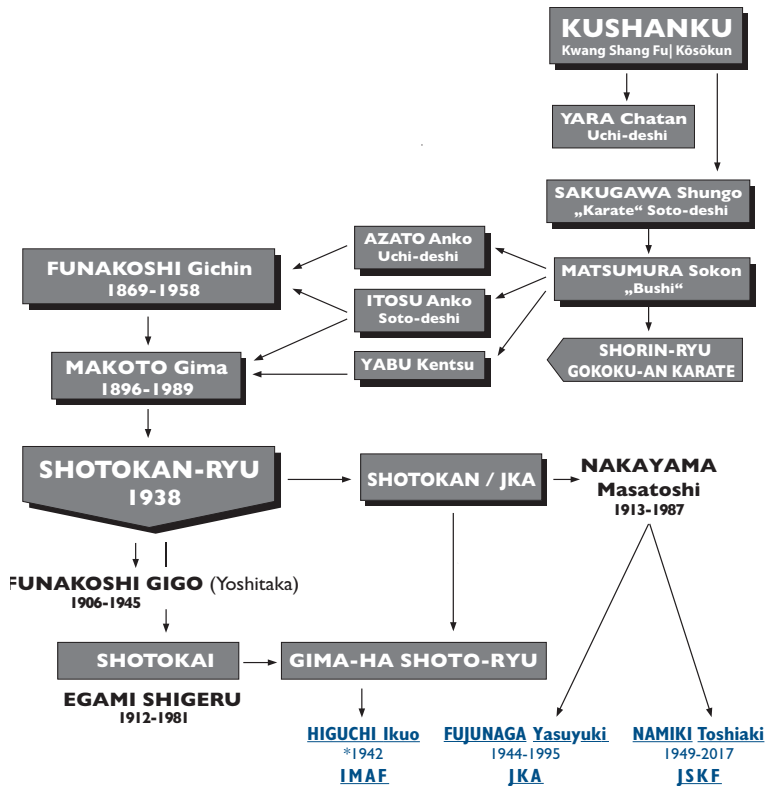 KUSHANKU
Kwang Shang Fu| Kōsōkun
YARA Chatan
Uchi-deshi
SAKUGAWA Shungo
„Karate“ Soto-deshi
AZATO Anko
Uchi-deshi
FUNAKOSHI Gichin
1869-1958
MATSUMURA Sokon
„Bushi“
ITOSU Anko
Soto-deshi
SHORIN-RYU
GOKOKU-AN KARATE
MAKOTO Gima
1896-1989
YABU Kentsu
SHOTOKAN-RYU
1938
SHOTOKAN / JKA
NAKAYAMA
Masatoshi
1913-1987
FUNAKOSHI GIGO (Yoshitaka)
1906-1945
SHOTOKAI
GIMA-HA SHOTO-RYU
EGAMI SHIGERU
1912-1981
HIGUCHI Ikuo
*1942
IMAF
FUJUNAGA Yasuyuki
1944-1995
JKA
NAMIKI Toshiaki
1949-2017
JSKF